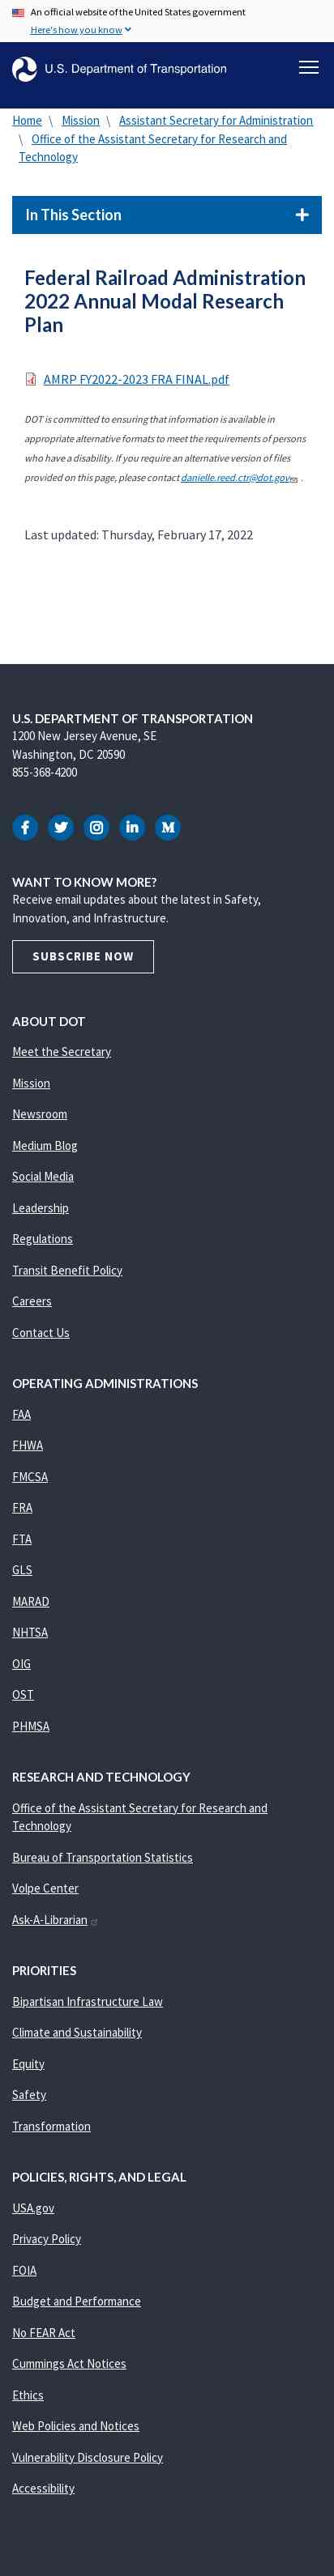 An official website of the United States government
Here's how you know
U.S. Department of Transportation
Home \ Mission \ Assistant Secretary for Administration
\ Office of the Assistant Secretary for Research and
Technology
In This Section
Federal Railroad Administration
2022 Annual Modal Research
Plan
AMRP FY2022-2023 FRA FINAL.pdf
DOT is committed to ensuring that information is available in
appropriate alternative formats to meet the requirements of persons
who have a disability. If you require an alternative version of files
provided on this page, please contact danielle.reed.ctr@dot.gov .
Last updated: Thursday, February 17, 2022
U.S. DEPARTMENT OF TRANSPORTATION
1200 New Jersey Avenue, SE
Washington, DC 20590
855-368-4200
WANT TO KNOW MORE?
Receive email updates about the latest in Safety,
Innovation, and Infrastructure.
SUBSCRIBE NOW
ABOUT DOT
Meet the Secretary
Mission
Newsroom
Medium Blog
Social Media
Leadership
Regulations
Transit Benefit Policy
Careers
Contact Us
OPERATING ADMINISTRATIONS
FAA
FHWA
FMCSA
FRA
FTA
GLS
MARAD
NHTSA
OIG
OST
PHMSA
RESEARCH AND TECHNOLOGY
Office of the Assistant Secretary for Research and
Technology
Bureau of Transportation Statistics
Volpe Center
Ask-A-Librarian
PRIORITIES
Bipartisan Infrastructure Law
Climate and Sustainability
Equity
Safety
Transformation
POLICIES, RIGHTS, AND LEGAL
USA.gov
Privacy Policy
FOIA
Budget and Performance
No FEAR Act
Cummings Act Notices
Ethics
Web Policies and Notices
Vulnerability Disclosure Policy
Accessibility